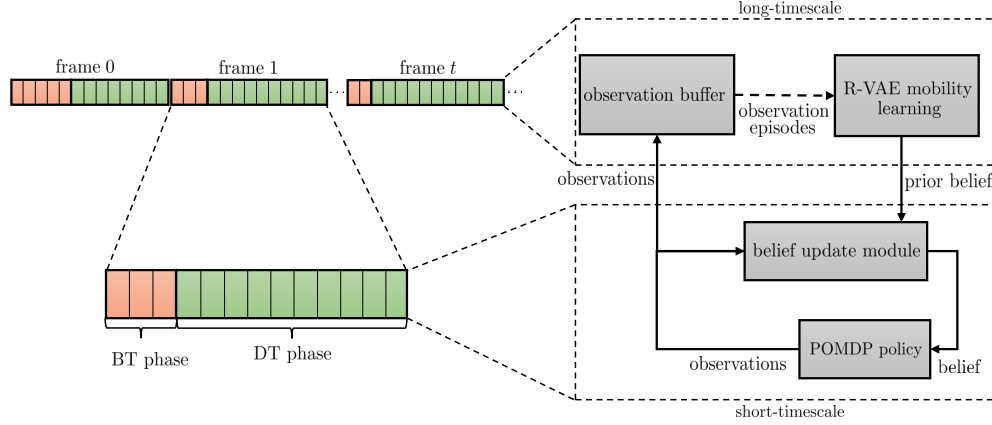 long-timescale
frame 0
frame 1
frame t
observation buffer
observation
episodes
R-VAE mobility
learning
observations
prior belief
belief update module
BT phase
DT phase
POMDP policy
observations
belief
short-timescale